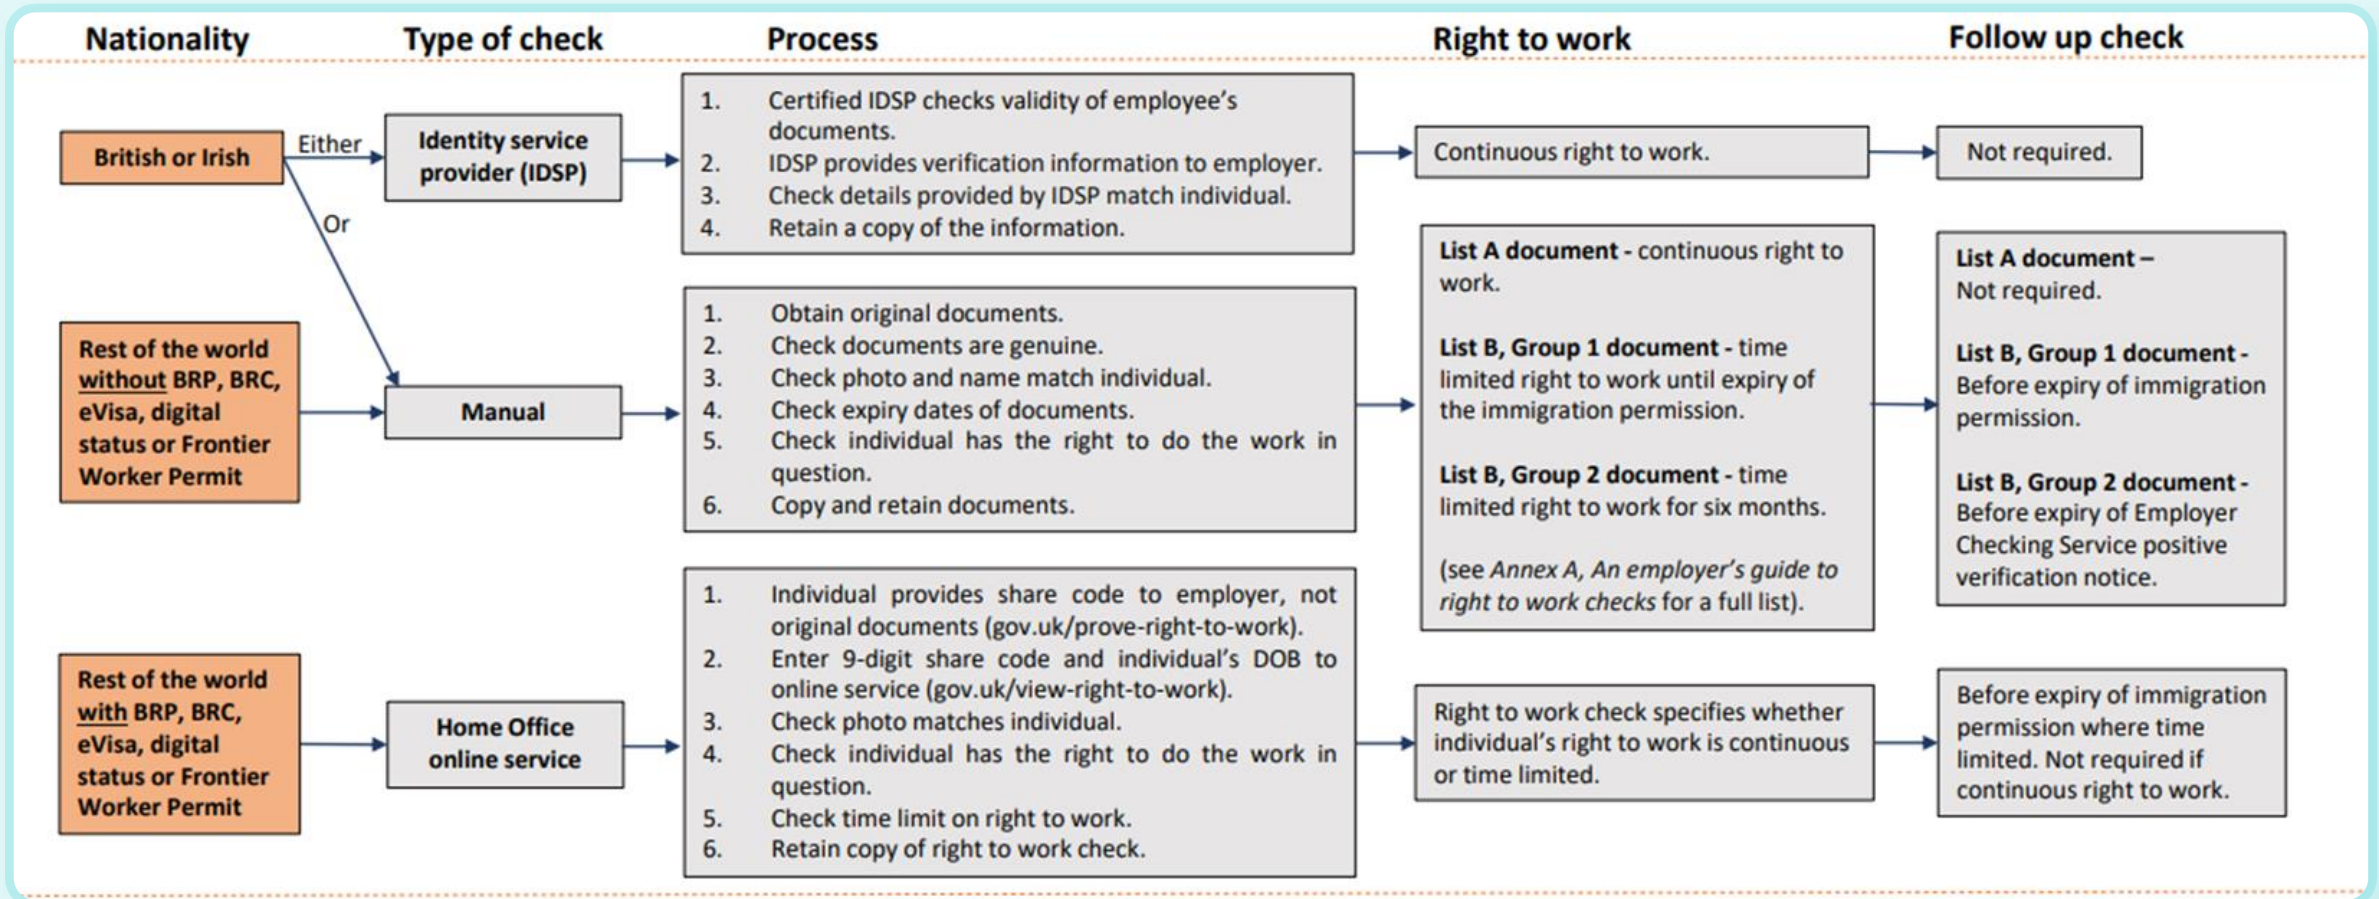 Nationality
Type of check
Process
Right to work
Follow up check
British or Irish
Either
Or
Identity service
provider (IDSP)
1. Certified IDSP checks validity of employee's
documents.
2. IDSP provides verification information to employer.
3. Check details provided by IDSP match individual.
4. Retain a copy of the information.
Continuous right to work.
Not required.
Rest of the world
without BRP, BRC,
eVisa, digital
status or Frontier
Worker Permit
Manual
1. Obtain original documents.
2. Check documents are genuine.
3. Check photo and name match individual.
4. Check expiry dates of documents.
5. Check individual has the right to do the work in
question.
6. Copy and retain documents.
List A document - continuous right to
work.
List B, Group 1 document - time
limited right to work until expiry of
the immigration permission.
List B, Group 2 document - time
limited right to work for six months.
(see Annex A, An employer's guide to
right to work checks for a full list).
List A document –
Not required.
List B, Group 1 document -
Before expiry of immigration
permission.
List B, Group 2 document -
Before expiry of Employer
Checking Service positive
verification notice.
Rest of the world
with BRP, BRC,
eVisa, digital
status or Frontier
Worker Permit
Home Office
online service
1. Individual provides share code to employer, not
original documents (gov.uk/prove-right-to-work).
2. Enter 9-digit share code and individual's DOB to
online service (gov.uk/view-right-to-work).
3. Check photo matches individual.
4. Check individual has the right to do the work in
question.
5. Check time limit on right to work.
6. Retain copy of right to work check.
Right to work check specifies whether
individual's right to work is continuous
or time limited.
Before expiry of immigration
permission where time
limited. Not required if
continuous right to work.